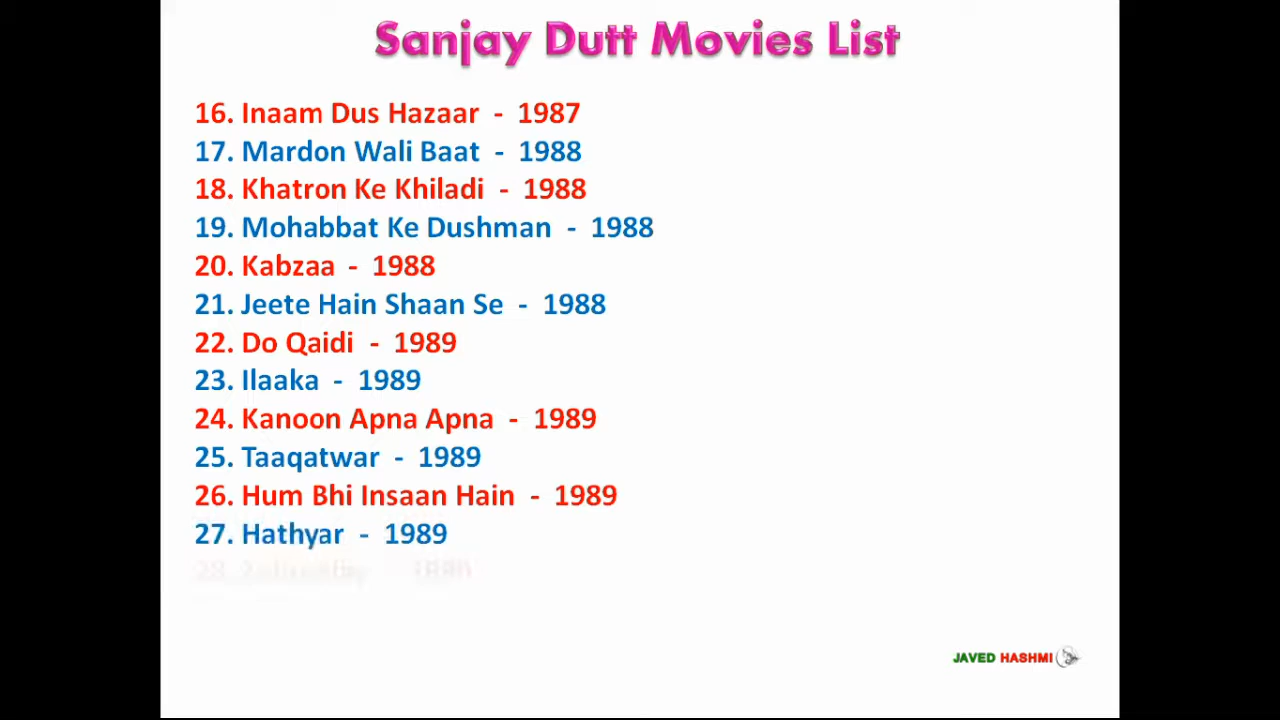 Sanjay Dutt Movies List
16. Inaam Dus Hazaar - 1987
17. Mardon Wali Baat - 1988
18. Khatron Ke Khiladi - 1988
19. Mohabbat Ke Dushman - 1988
20. Kabzaa - 1988
21. Jeete Hain Shaan Se - 1988
22. Do Qaidi - 1989
23. Ilaaka - 1989
24. Kanoon Apna Apna - 1989
25. Taaqatwar - 1989
26. Hum Bhi Insaan Hain - 1989
27. Hathyar - 1989
28.
JAVED HASHMI